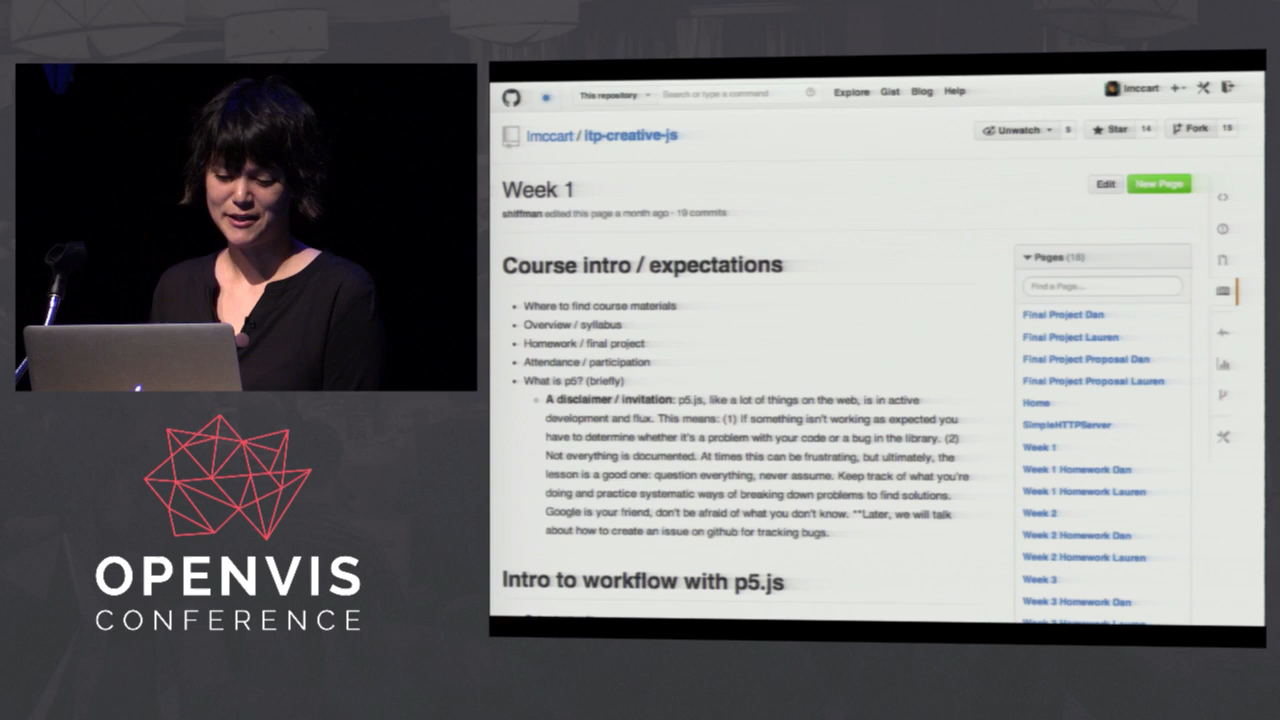 This repository
Search or type a command
Explore Gist Blog Help
lmccart
lmccart / itp-creative-js
Unwatch 5
Star 14
Fork 15
Week 1
Edit
New Page
shiffman edited this page a month ago · 19 commits
Course intro / expectations
Where to find course materials
Overview / syllabus
Homework / final project
Attendance / participation
What is p5? (briefly)
A disclaimer / invitation: p5.js, like a lot of things on the web, is in active
development and flux. This means: (1) If something isn't working as expected you
have to determine whether it's a problem with your code or a bug in the library. (2)
Not everything is documented. At times this can be frustrating, but ultimately, the
lesson is a good one: question everything, never assume. Keep track of what you're
doing and practice systematic ways of breaking down problems to find solutions.
Google is your friend, don't be afraid of what you don't know. **Later, we will talk
about how to create an issue on github for tracking bugs.
Intro to workflow with p5.js
Pages (18)
Find a Page...
Final Project Dan
Final Project Lauren
Final Project Proposal Dan
Final Project Proposal Lauren
Home
SimpleHTTPServer
Week 1
Week 1 Homework Dan
Week 1 Homework Lauren
Week 2
Week 2 Homework Dan
Week 2 Homework Lauren
Week 3
Week 3 Homework Dan
OPENVIS
CONFERENCE